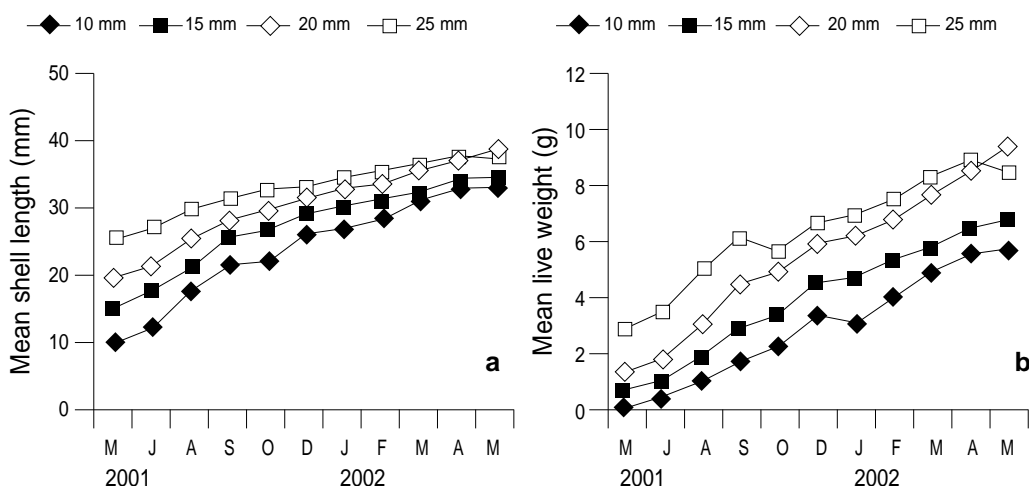 10 mm 15 mm 20 mm 25 mm
Mean shell length (mm)
50
40
30
20
10
0
a
M J A S O D J F M A M
2001 2002
10 mm 15 mm 20 mm 25 mm
Mean live weight (g)
12
10
8
6
4
2
0
b
M J A S O D J F M A M
2001 2002